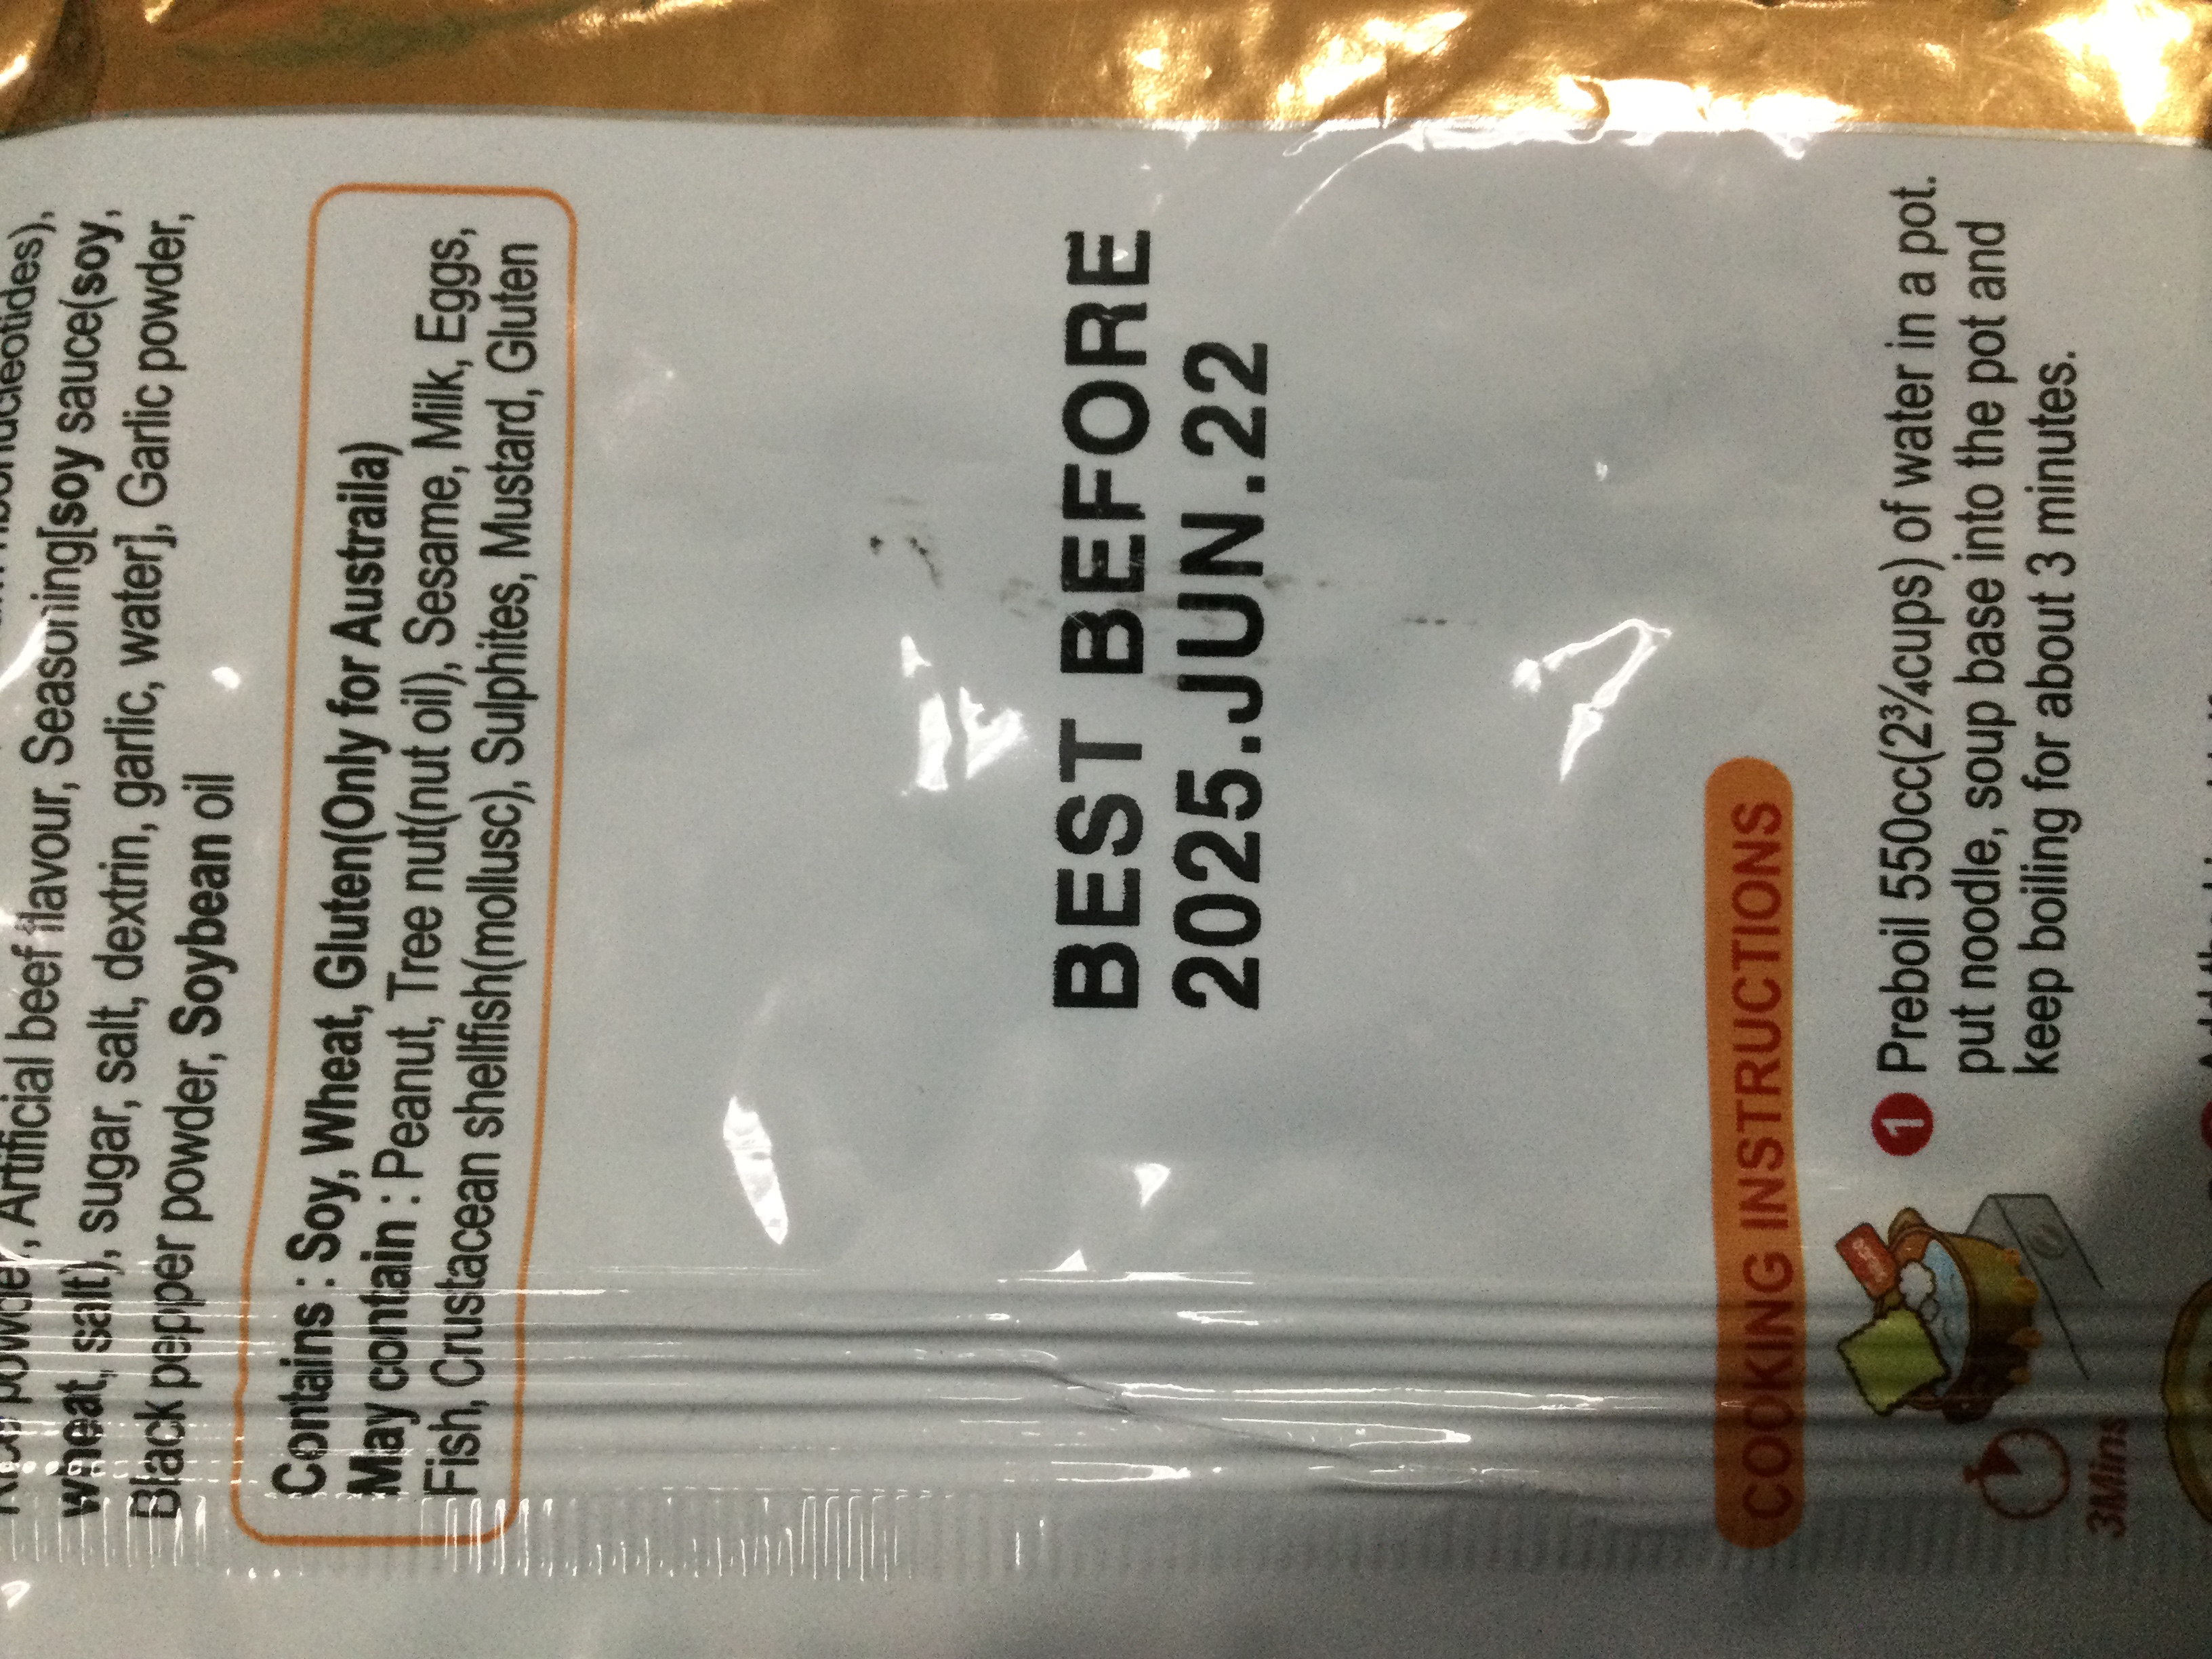 Artificial beef flavour, Seasoning[soy sauce(soy,
wheat, salt), sugar, salt, dextrin, garlic, water], Garlic powder,
Black pepper powder, Soybean oil
Contains : Soy, Wheat, Gluten(Only for Austraila)
May contain : Peanut, Tree nut(nut oil), Sesame, Milk, Eggs,
Fish, Crustacean shellfish(mollusc), Sulphites, Mustard, Gluten
BEST BEFORE
2025.JUN.22
COOKING INSTRUCTIONS
1 Preboil 550cc(2¾cups) of water in a pot.
put noodle, soup base into the pot and
keep boiling for about 3 minutes.
3Mins